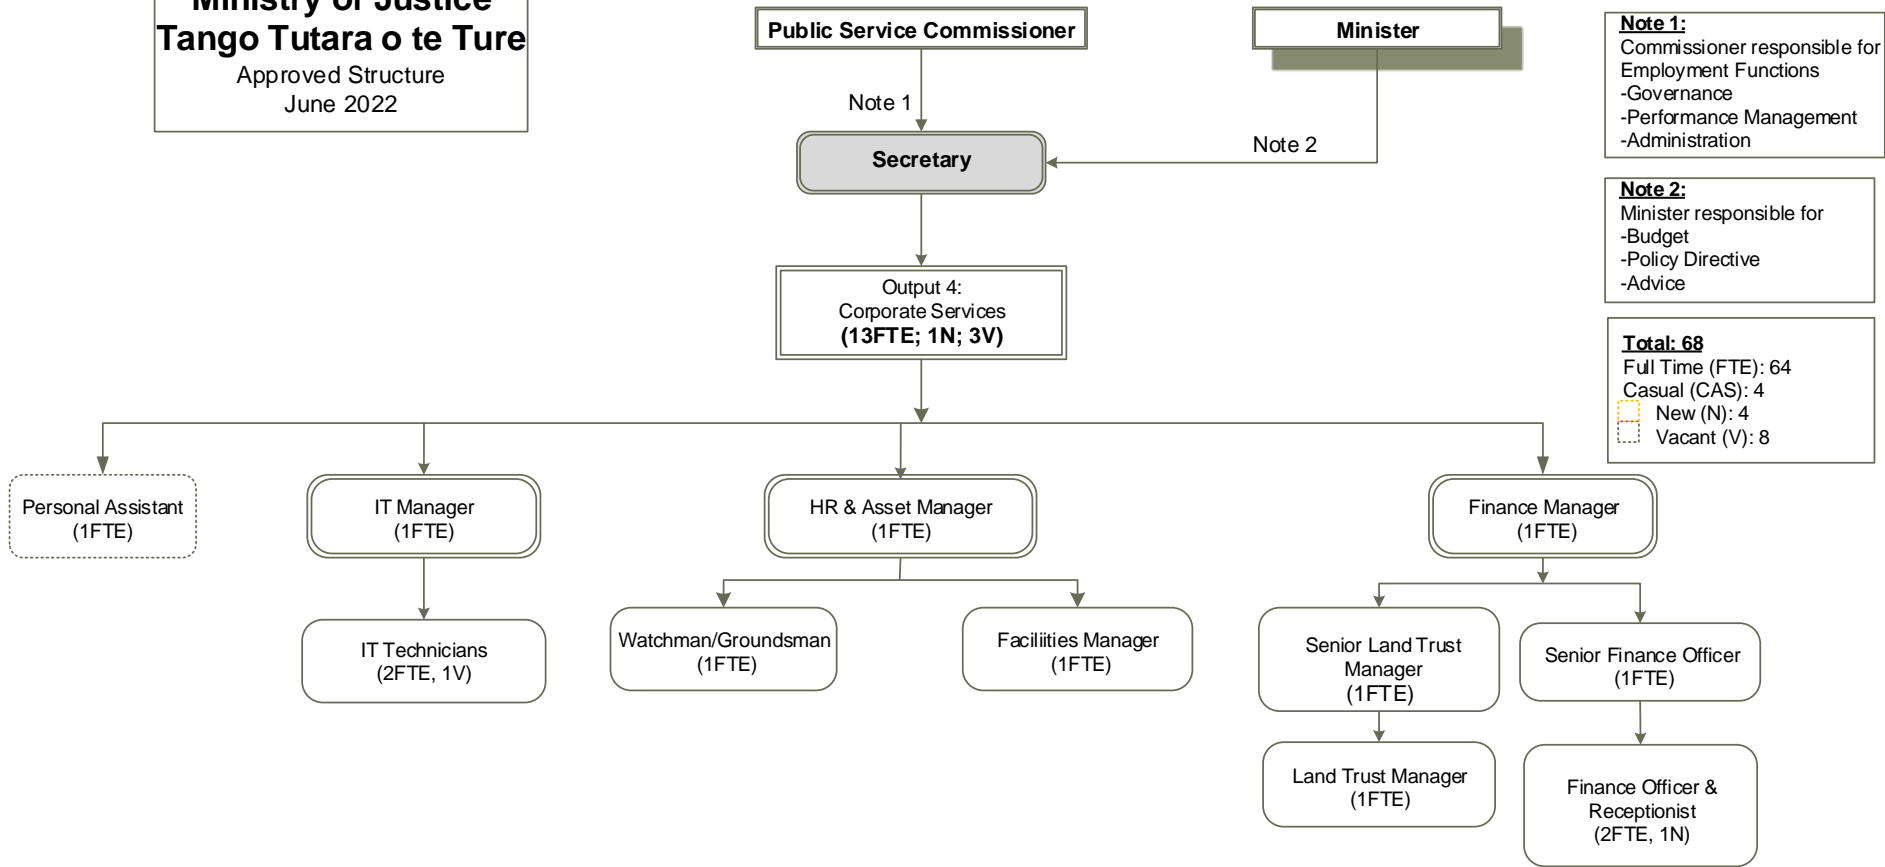 Ministry of Justice
Tango Tutara o te Ture
Approved Structure
June 2022
Public Service Commissioner
Minister
Note 1
Note 2
Secretary
Output 4:
Corporate Services
(13FTE; 1N; 3V)
Note 1:
Commissioner responsible for
Employment Functions
-Governance
-Performance Management
-Administration
Note 2:
Minister responsible for
-Budget
-Policy Directive
-Advice
Total: 68
Full Time (FTE): 64
Casual (CAS): 4
New (N): 4
Vacant (V): 8
Personal Assistant
(1FTE)
IT Manager
(1FTE)
HR & Asset Manager
(1FTE)
Finance Manager
(1FTE)
IT Technicians
(2FTE, 1V)
Watchman/Groundsman
(1FTE)
Faciliities Manager
(1FTE)
Senior Land Trust
Manager
(1FTE)
Senior Finance Officer
(1FTE)
Land Trust Manager
(1FTE)
Finance Officer &
Receptionist
(2FTE, 1N)